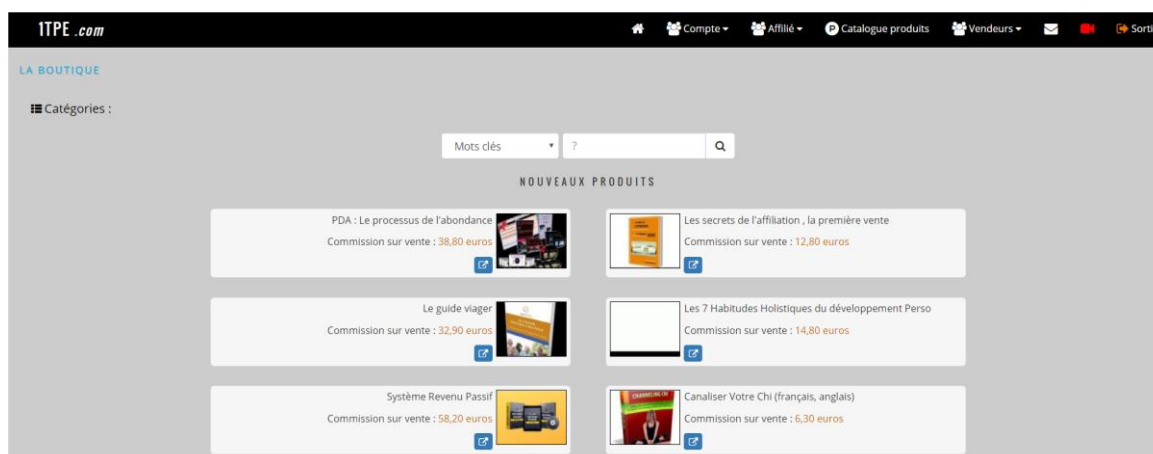 1TPE .com
Compte
Affilié
Catalogue produits
Vendeurs
Sorti
LA BOUTIQUE
Catégories :
Mots clés
?
NOUVEAUX PRODUITS
PDA : Le processus de l'abondance
Commission sur vente : 38,80 euros
Les secrets de l'affiliation , la première vente
Commission sur vente : 12,80 euros
Le guide viager
Commission sur vente : 32,90 euros
Les 7 Habitudes Holistiques du développement Perso
Commission sur vente : 14,80 euros
Système Revenu Passif
Commission sur vente : 58,20 euros
Canaliser Votre Chi (français, anglais)
Commission sur vente : 6,30 euros